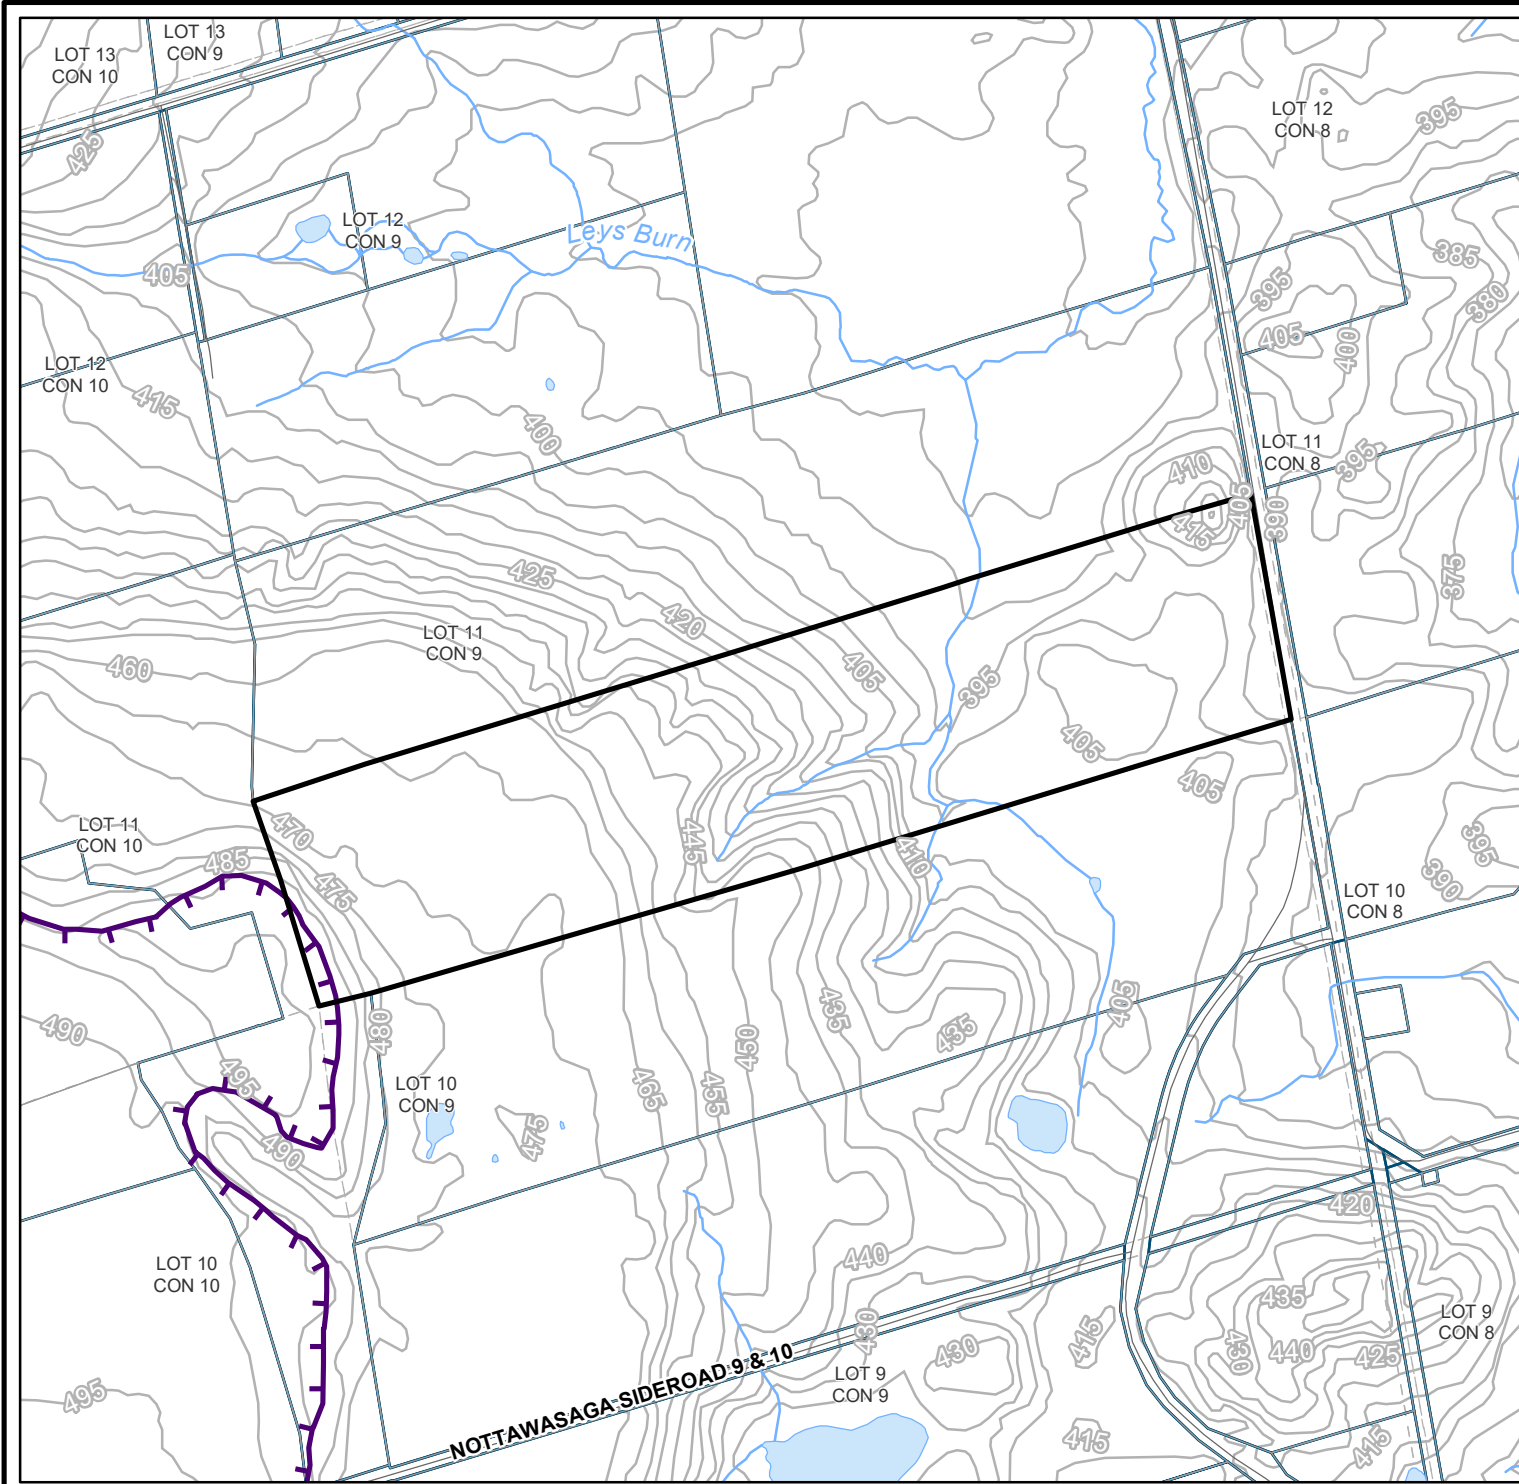 LOT 13
CON 9
LOT 13
CON 10
425
LOT 12
CON 8
395
LOT 12
CON 9
Leys Burn
405
385
395
380
405
400
LOT 12
CON 10
415
400
LOT 11
CON 8
410
395
405
415
390
425
375
420
LOT 11
CON 9
460
405
395
405
405
470
LOT 11
CON 10
445
485
475
410
395
390
LOT 10
CON 8
490
480
435
435
405
450
495
LOT 10
CON 9
465
455
475
490
420
LOT 10
CON 10
440
435
430
LOT 9
CON 8
430
415
430
440
425
NOTTAWASAGA SIDEROAD 9 & 10
LOT 9
CON 9
495
415
415